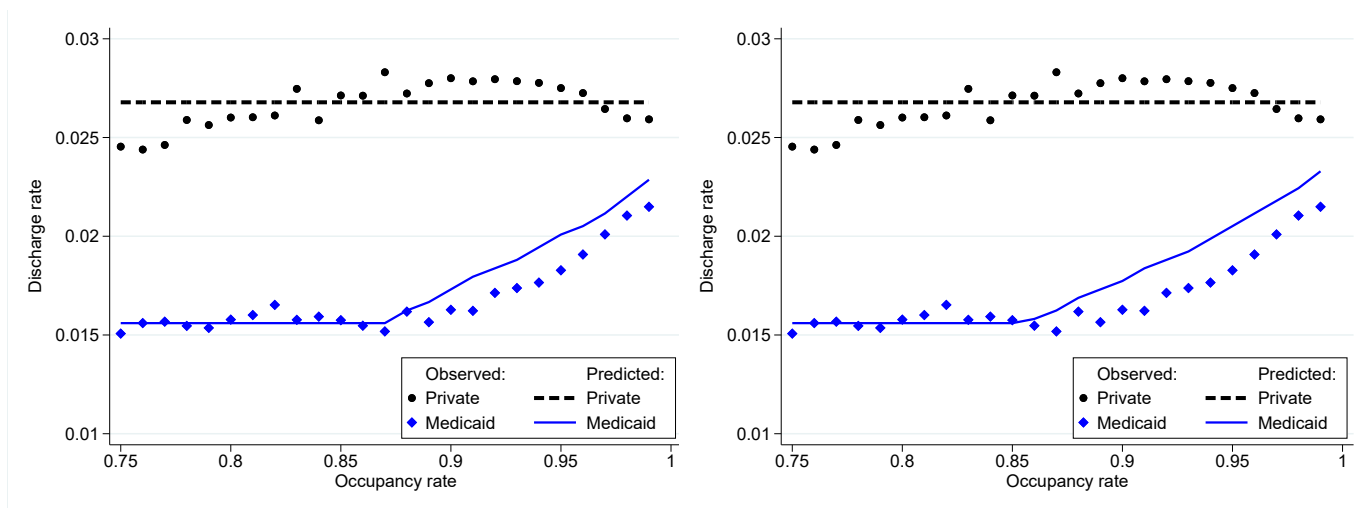 0.03
0.025
0.02
0.015
0.01
Discharge rate
0.75 0.8 0.85 0.9 0.95 1
Occupancy rate
Observed: Predicted:
Private Private
Medicaid Medicaid
0.03
0.025
0.02
0.015
0.01
Discharge rate
0.75 0.8 0.85 0.9 0.95 1
Occupancy rate
Observed: Predicted:
Private Private
Medicaid Medicaid